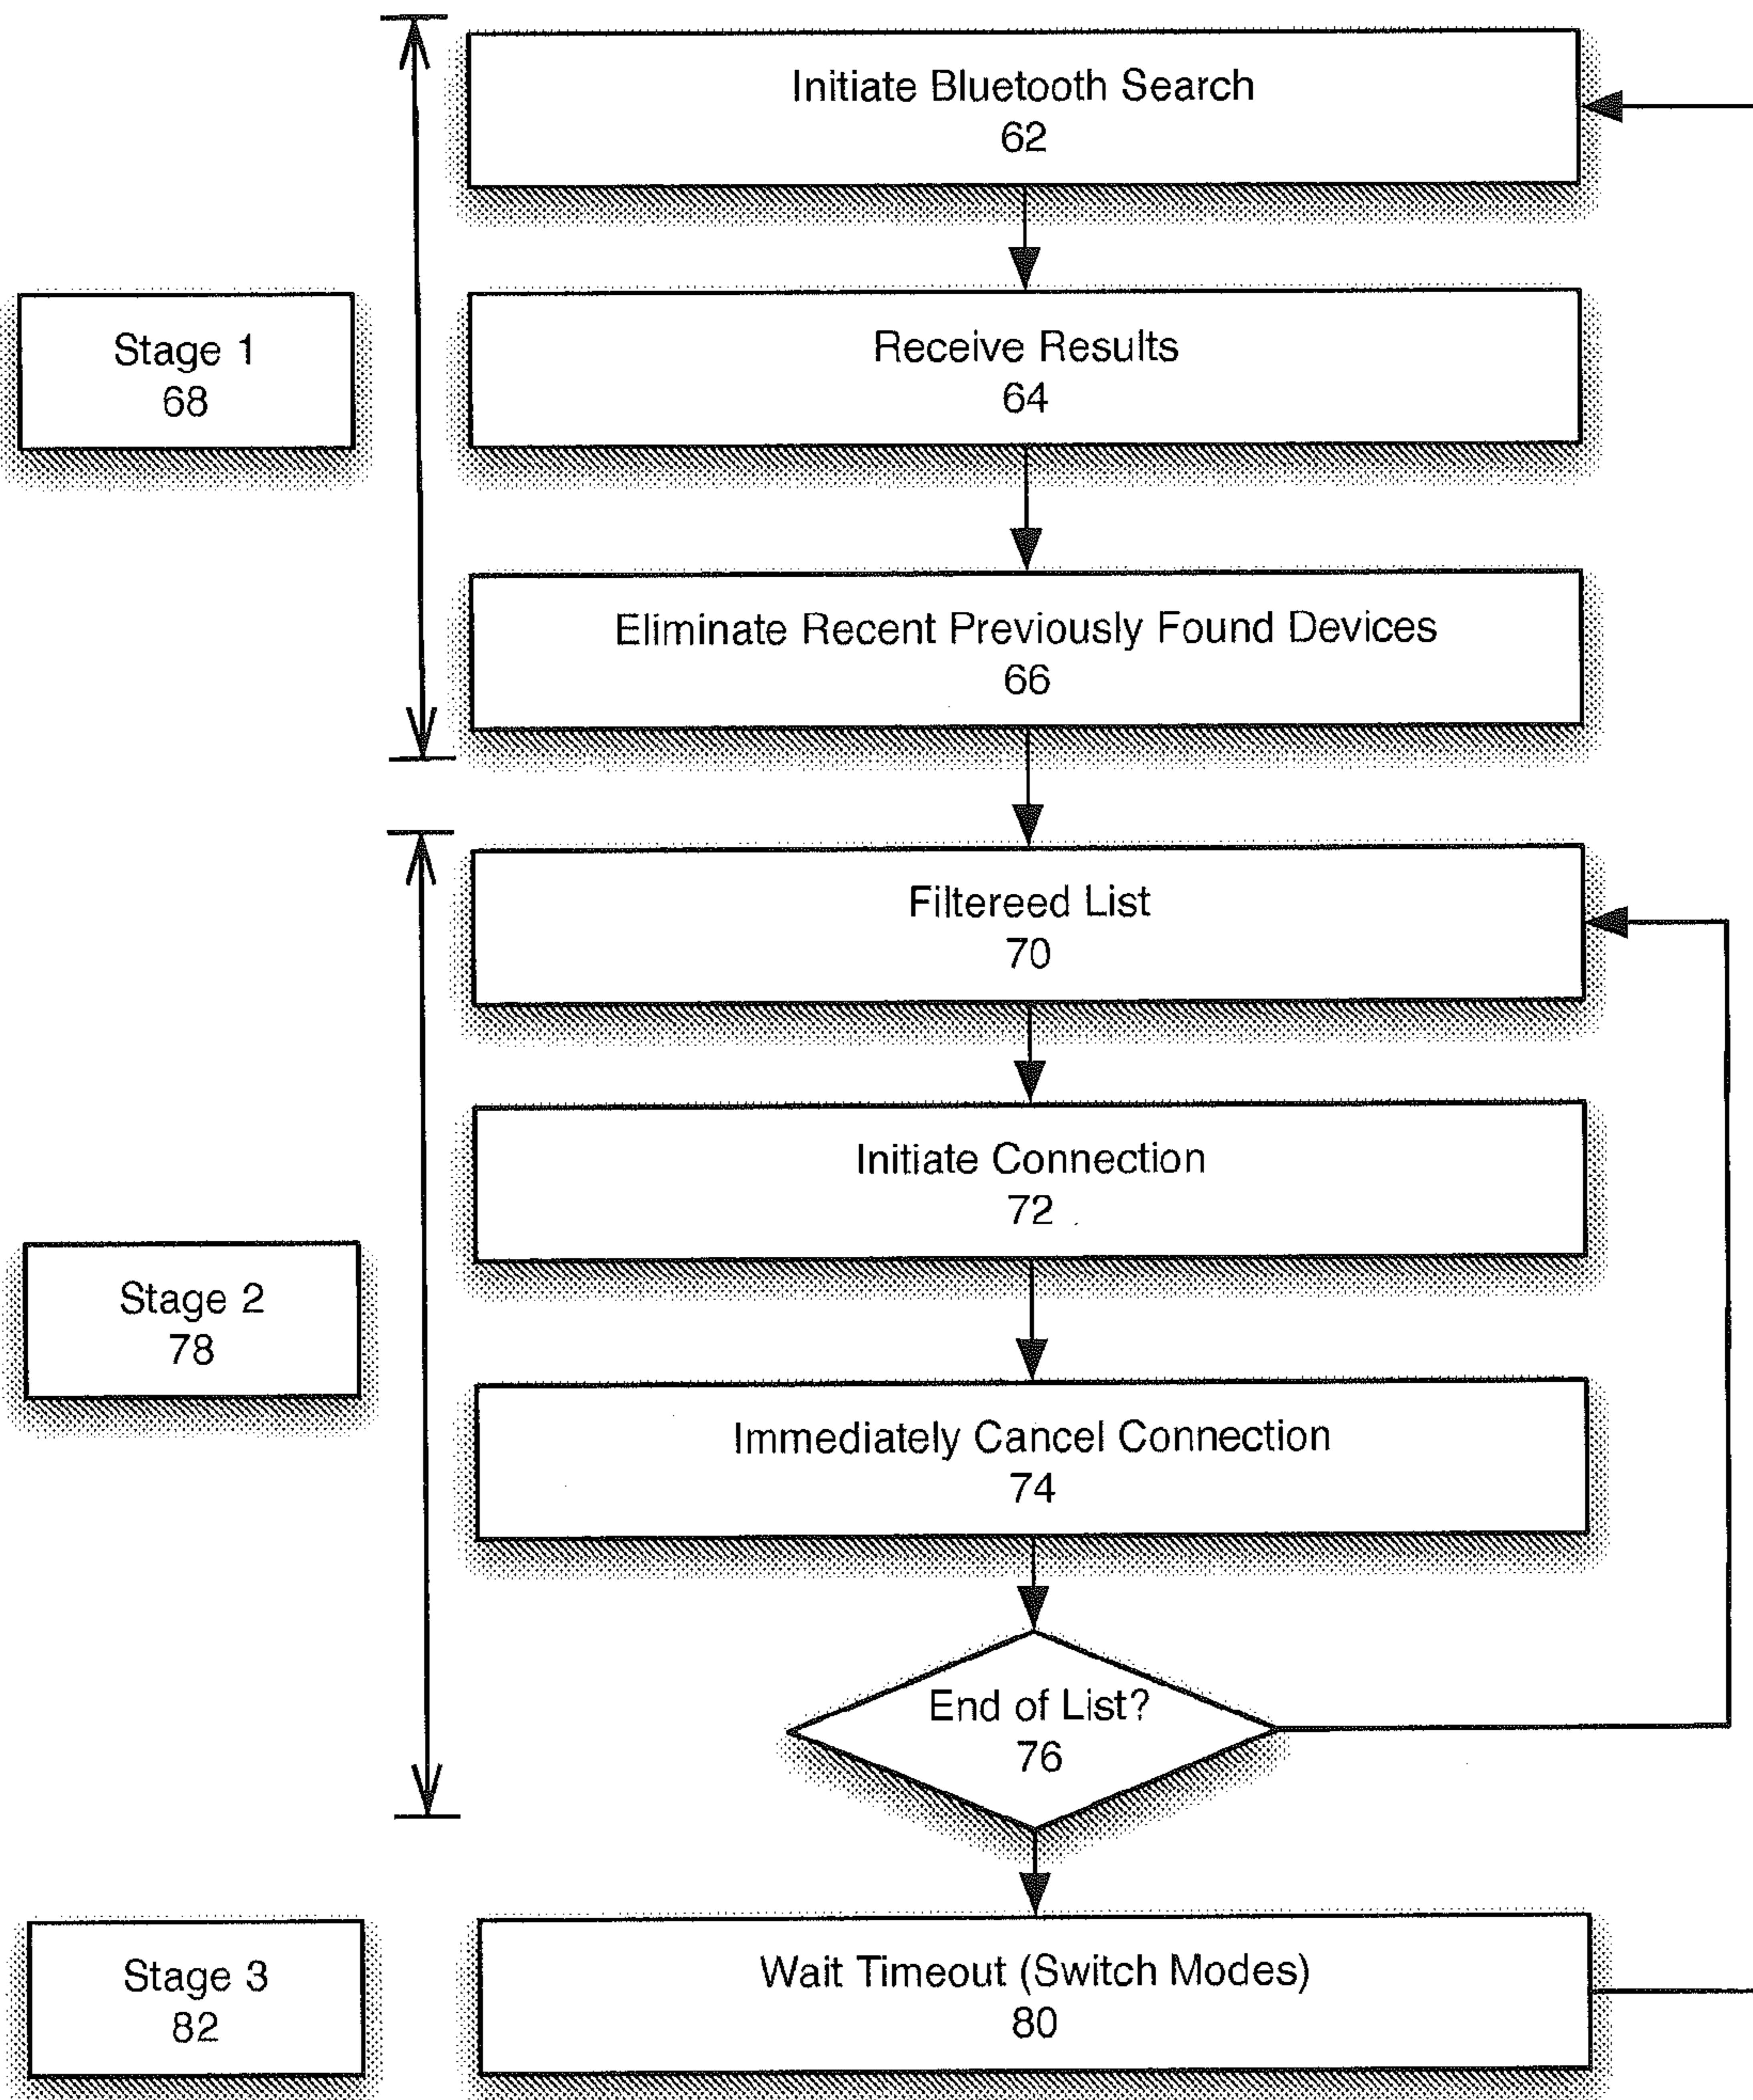 Initiate Bluetooth Search
62
Stage 1
68
Receive Results
64
Eliminate Recent Previously Found Devices
66
Filtereed List
70
Initiate Connection
72
Stage 2
78
Immediately Cancel Connection
74
End of List?
76
Stage 3
82
Wait Timeout (Switch Modes)
80